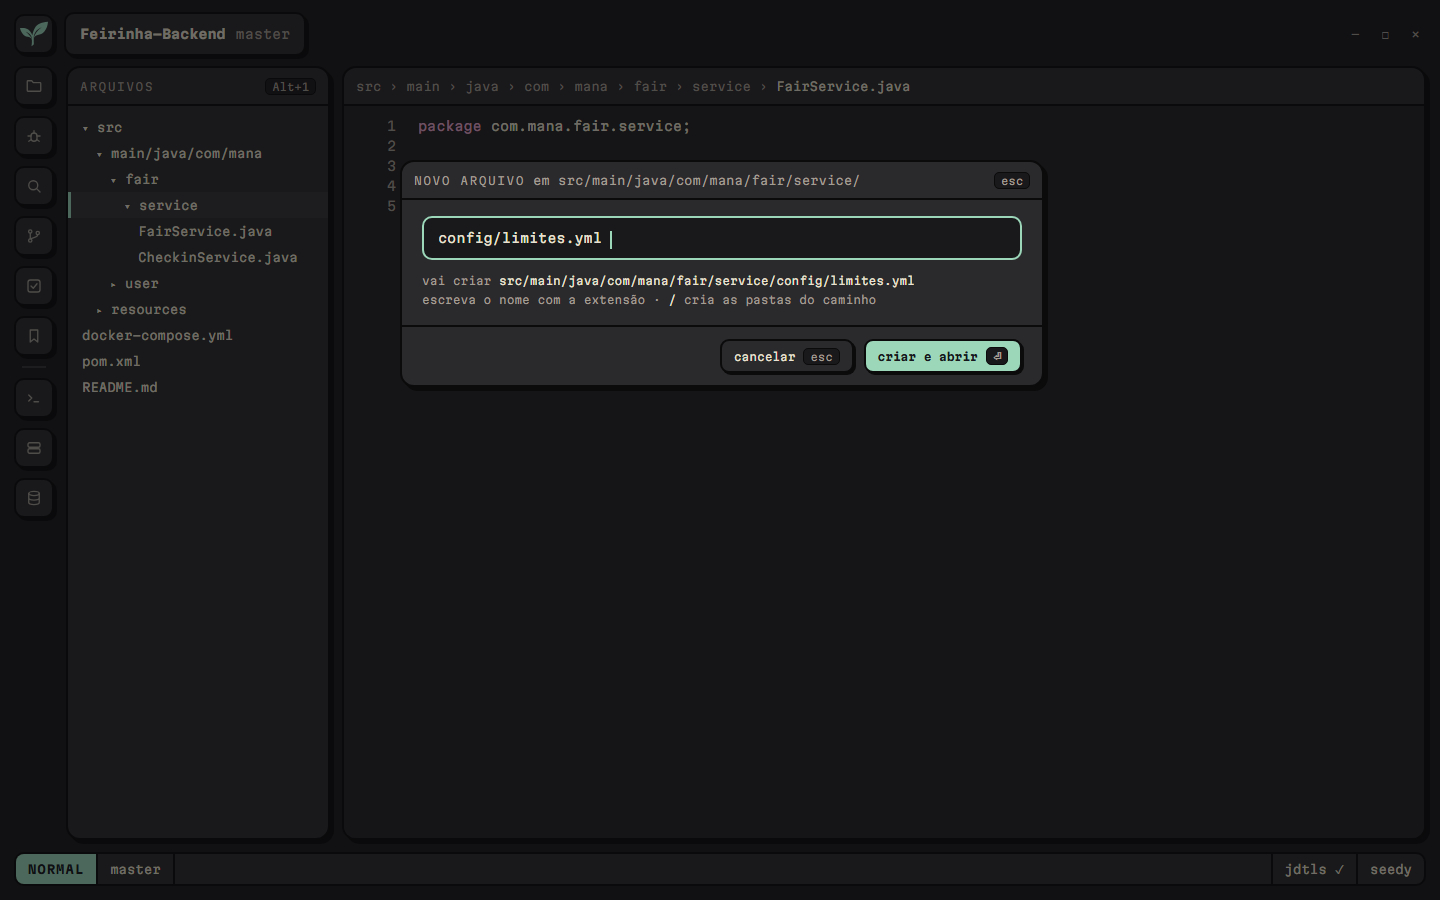 Feirinha-Backend master
ARQUIVOS Alt+1
▾ src
▾ main/java/com/mana
▾ fair
▾ service
FairService.java
CheckinService.java
▸ user
▸ resources
docker-compose.yml
pom.xml
README.md
src › main › java › com › mana › fair › service › FairService.java
1 package com.mana.fair.service;
2
3
4
5
NOVO ARQUIVO em src/main/java/com/mana/fair/service/ esc
config/limites.yml
vai criar src/main/java/com/mana/fair/service/config/limites.yml
escreva o nome com a extensão · / cria as pastas do caminho
cancelar esc criar e abrir ⏎
NORMAL master jdtls ✓ seedy